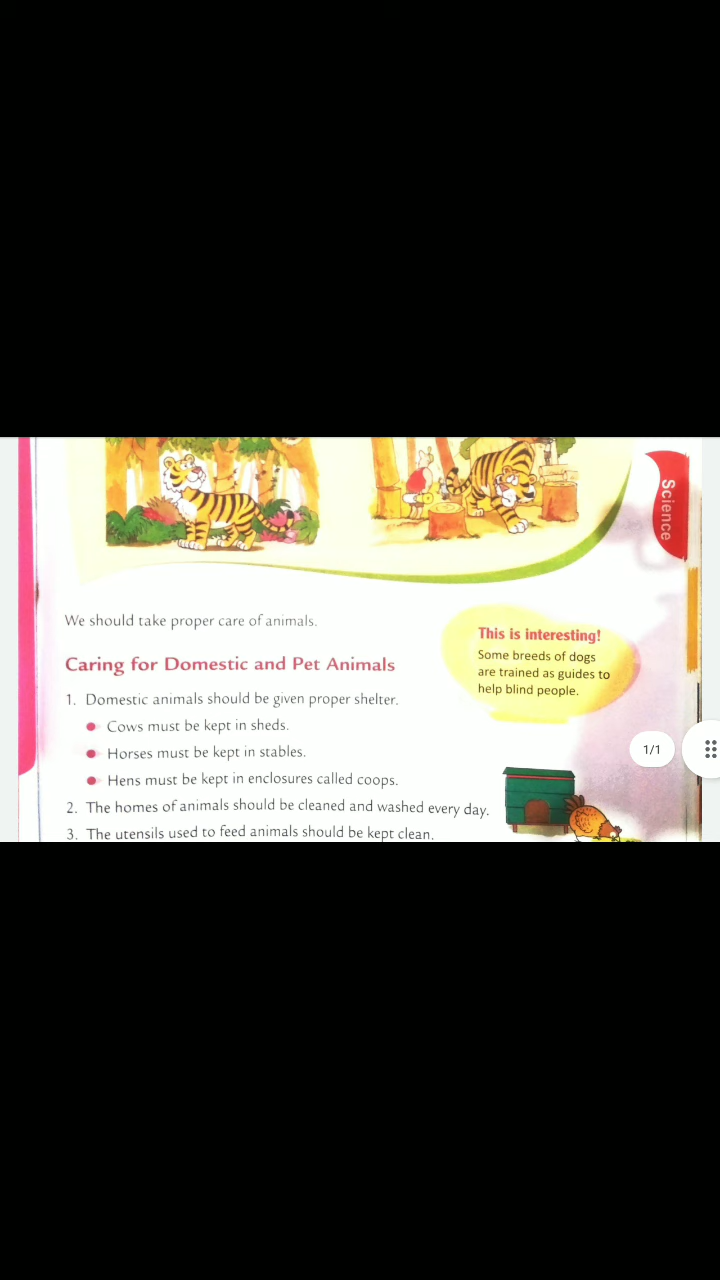 Science
We should take proper care of animals.
This is interesting!
Some breeds of dogs
are trained as guides to
help blind people.
Caring for Domestic and Pet Animals
1. Domestic animals should be given proper shelter.
Cows must be kept in sheds.
Horses must be kept in stables.
Hens must be kept in enclosures called coops.
2. The homes of animals should be cleaned and washed every day.
3. The utensils used to feed animals should be kept clean.
1/1